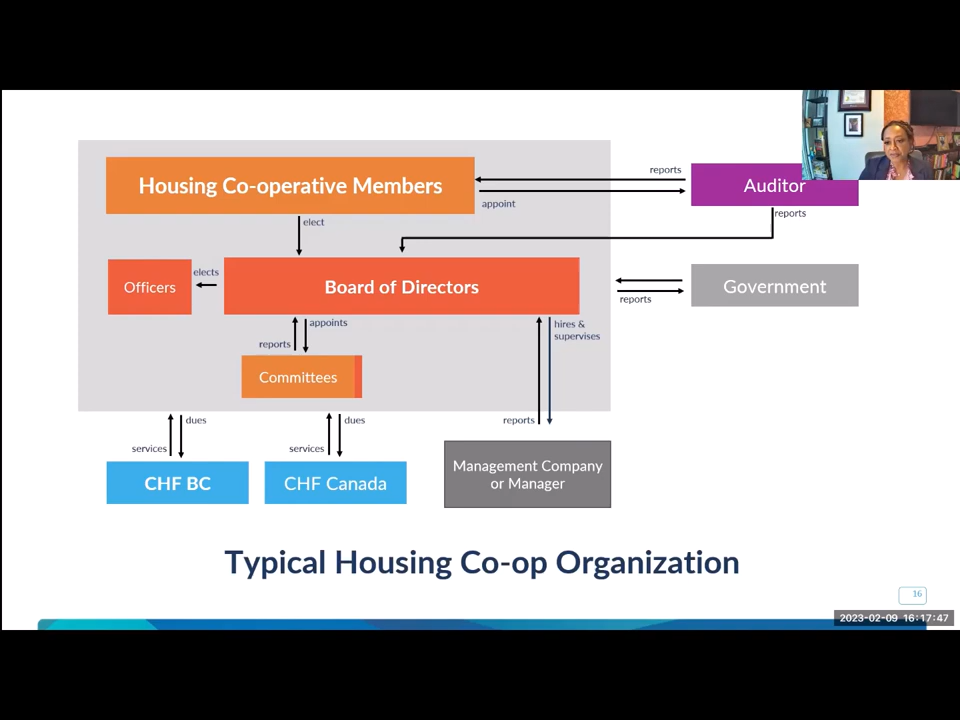 Housing Co-operative Members
reports
appoint
Auditor
reports
elect
Officers
elects
Board of Directors
reports
Government
appoints
reports
hires &
supervises
Committees
dues
services
dues
services
reports
CHF BC
CHF Canada
Management Company
or Manager
Typical Housing Co-op Organization
16
2023-02-09 16:17:47